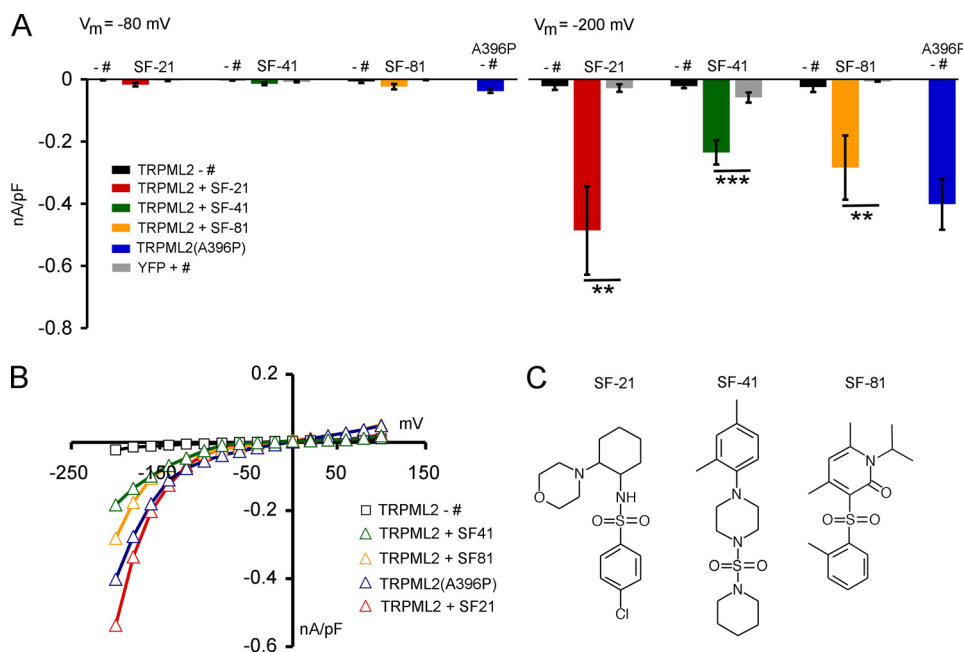 A
Vm = -80 mV
Vm = -200 mV
- # SF-21 - # SF-41 - # SF-81 A396P - #
- # SF-21 - # SF-41 - # SF-81 A396P - #
0
-0.2
-0.4
-0.6
-0.8
nA/pF
TRPML2 - #
TRPML2 + SF-21
TRPML2 + SF-41
TRPML2 + SF-81
TRPML2(A396P)
YFP + #
**
***
**
B
0.2
mV
-250 -150 -50 50 150
-0.2
-0.4
-0.6
nA/pF
TRPML2 - #
TRPML2 + SF41
TRPML2 + SF81
TRPML2(A396P)
TRPML2 + SF21
C
SF-21
SF-41
SF-81
N
O
NH
O=S=O
Cl
N
N
O=S=O
N
N
O
O=S=O